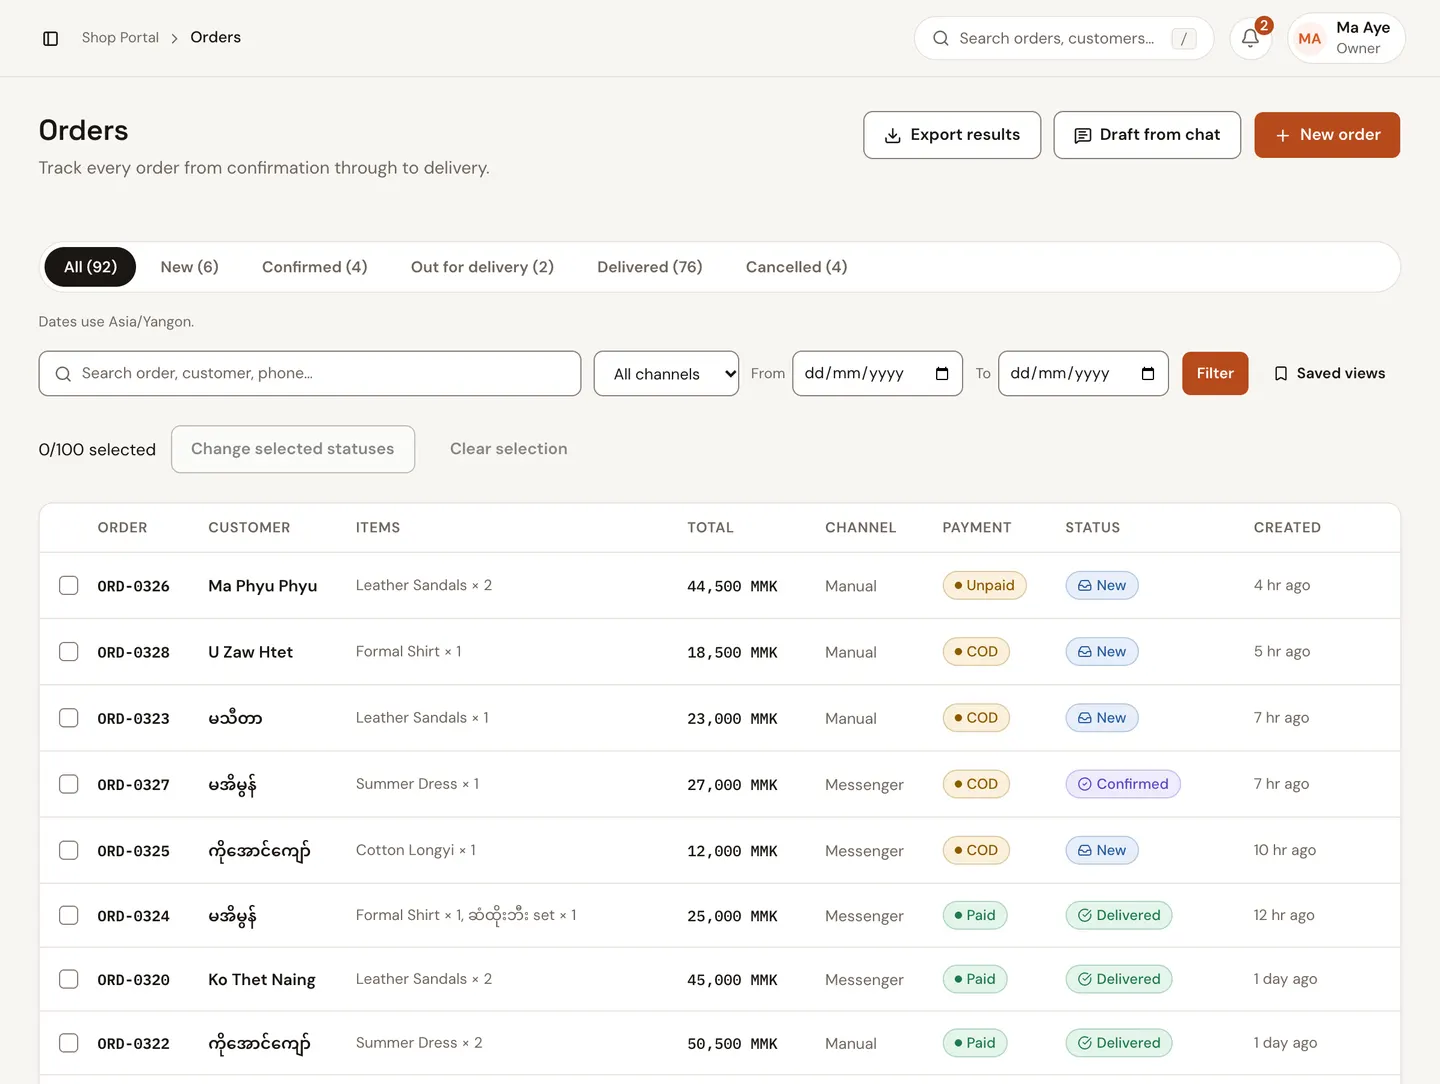 Shop Portal > Orders
Search orders, customers... /
2
MA
Ma Aye
Owner
Orders
Track every order from confirmation through to delivery.
Export results
Draft from chat
+ New order
All (92) New (6) Confirmed (4) Out for delivery (2) Delivered (76) Cancelled (4)
Dates use Asia/Yangon.
Search order, customer, phone... All channels From dd/mm/yyyy To dd/mm/yyyy Filter Saved views
0/100 selected Change selected statuses Clear selection
ORDER CUSTOMER ITEMS TOTAL CHANNEL PAYMENT STATUS CREATED
ORD-0326 Ma Phyu Phyu Leather Sandals × 2 44,500 MMK Manual Unpaid New 4 hr ago
ORD-0328 U Zaw Htet Formal Shirt × 1 18,500 MMK Manual COD New 5 hr ago
ORD-0323 မသီတာ Leather Sandals × 1 23,000 MMK Manual COD New 7 hr ago
ORD-0327 မအိမွန် Summer Dress × 1 27,000 MMK Messenger COD Confirmed 7 hr ago
ORD-0325 ကိုအောင်ကျော် Cotton Longyi × 1 12,000 MMK Messenger COD New 10 hr ago
ORD-0324 မအိမွန် Formal Shirt × 1, ဆံထိုးဘီး set × 1 25,000 MMK Messenger Paid Delivered 12 hr ago
ORD-0320 Ko Thet Naing Leather Sandals × 2 45,000 MMK Messenger Paid Delivered 1 day ago
ORD-0322 ကိုအောင်ကျော် Summer Dress × 2 50,500 MMK Manual Paid Delivered 1 day ago